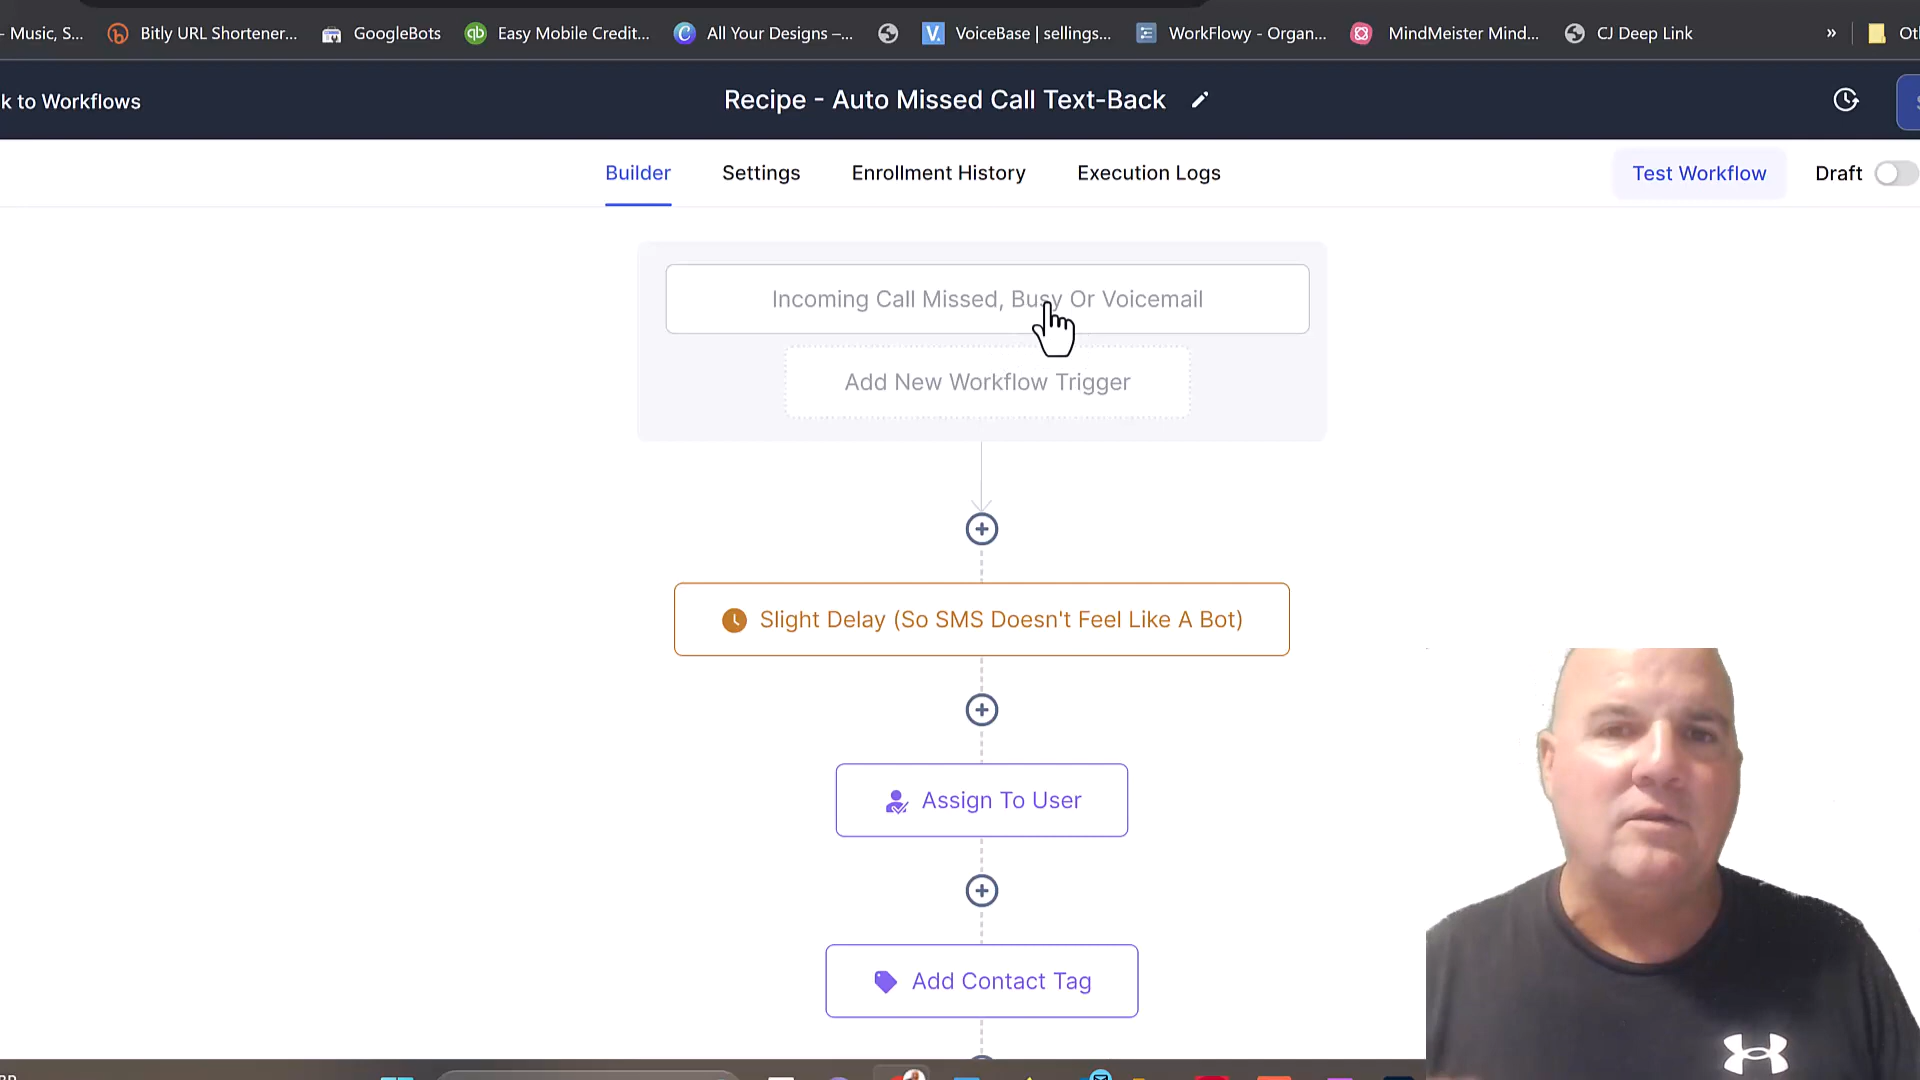 - Music, S...
Bitly URL Shortener...
GoogleBots
Easy Mobile Credit...
All Your Designs –...
VoiceBase | sellings...
WorkFlowy - Organ...
MindMeister Mind...
CJ Deep Link
»
k to Workflows
Recipe - Auto Missed Call Text-Back
Builder
Settings
Enrollment History
Execution Logs
Test Workflow
Draft
Incoming Call Missed, Busy Or Voicemail
Add New Workflow Trigger
Slight Delay (So SMS Doesn't Feel Like A Bot)
Assign To User
Add Contact Tag